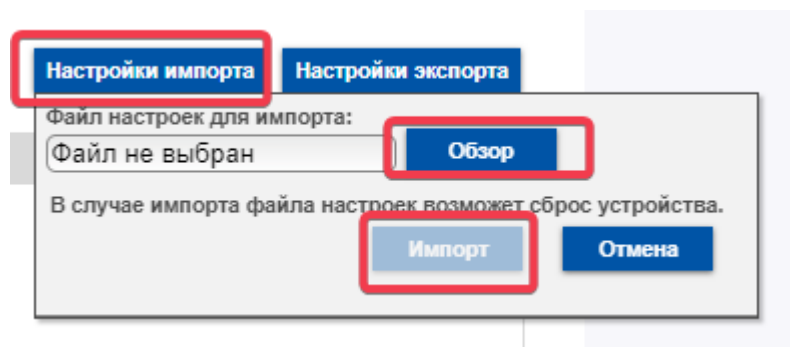 Настройки импорта Настройки экспорта
Файл настроек для импорта:
Файл не выбран Обзор
В случае импорта файла настроек возможет сброс устройства.
Импорт Отмена